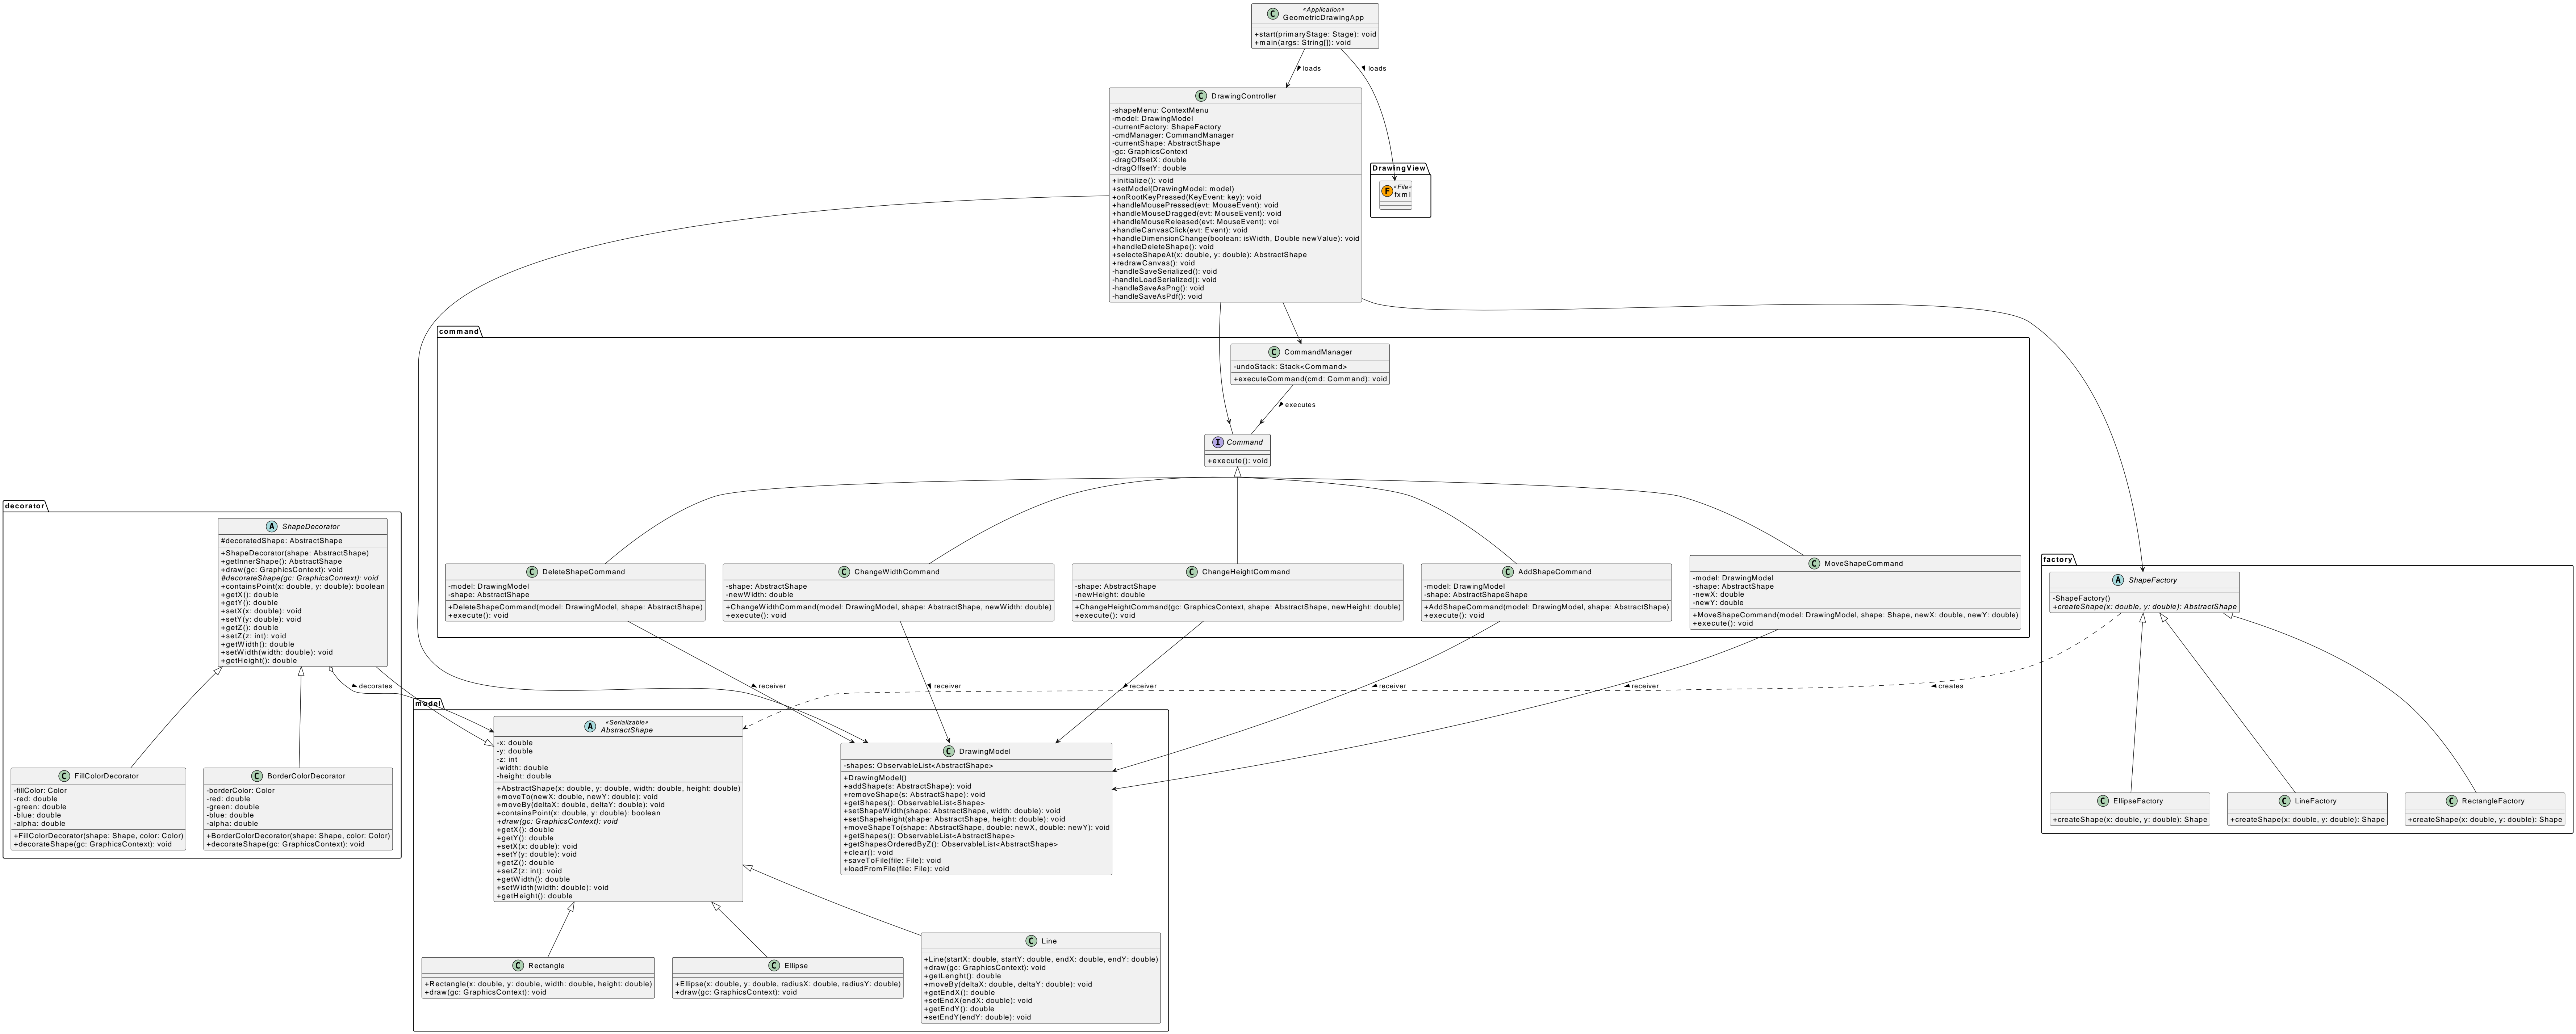 «Application»
GeometricDrawingApp
+start(primaryStage: Stage): void
+main(args: String[]): void
loads
loads
DrawingController
-shapeMenu: ContextMenu
-model: DrawingModel
-currentFactory: ShapeFactory
-cmdManager: CommandManager
-currentShape: AbstractShape
-gc: GraphicsContext
-dragOffsetX: double
-dragOffsetY: double
+initialize(): void
+setModel(DrawingModel: model)
+onRootKeyPressed(KeyEvent: key): void
+handleMousePressed(evt: MouseEvent): void
+handleMouseDragged(evt: MouseEvent): void
+handleMouseReleased(evt: MouseEvent): voi
+handleCanvasClick(evt: Event): void
+handleDimensionChange(boolean: isWidth, Double newValue): void
+handleDeleteShape(): void
+selecteShapeAt(x: double, y: double): AbstractShape
+redrawCanvas(): void
-handleSaveSerialized(): void
-handleLoadSerialized(): void
-handleSaveAsPng(): void
-handleSaveAsPdf(): void
DrawingView
F
«File»
fxml
command
CommandManager
-undoStack: Stack<Command>
+executeCommand(cmd: Command): void
executes
Command
+execute(): void
DeleteShapeCommand
-model: DrawingModel
-shape: AbstractShape
+DeleteShapeCommand(model: DrawingModel, shape: AbstractShape)
+execute(): void
ChangeWidthCommand
-shape: AbstractShape
-newWidth: double
+ChangeWidthCommand(model: DrawingModel, shape: AbstractShape, newWidth: double)
+execute(): void
ChangeHeightCommand
-shape: AbstractShape
-newHeight: double
+ChangeHeightCommand(gc: GraphicsContext, shape: AbstractShape, newHeight: double)
+execute(): void
AddShapeCommand
-model: DrawingModel
-shape: AbstractShapeShape
+AddShapeCommand(model: DrawingModel, shape: AbstractShape)
+execute(): void
MoveShapeCommand
-model: DrawingModel
-shape: AbstractShape
-newX: double
-newY: double
+MoveShapeCommand(model: DrawingModel, shape: Shape, newX: double, newY: double)
+execute(): void
decorator
ShapeDecorator
#decoratedShape: AbstractShape
+ShapeDecorator(shape: AbstractShape)
+getInnerShape(): AbstractShape
+draw(gc: GraphicsContext): void
#decorateShape(gc: GraphicsContext): void
+containsPoint(x: double, y: double): boolean
+getX(): double
+getY(): double
+setX(x: double): void
+setY(y: double): void
+getZ(): double
+setZ(z: int): void
+getWidth(): double
+setWidth(width: double): void
+getHeight(): double
FillColorDecorator
-fillColor: Color
-red: double
-green: double
-blue: double
-alpha: double
+FillColorDecorator(shape: Shape, color: Color)
+decorateShape(gc: GraphicsContext): void
BorderColorDecorator
-borderColor: Color
-red: double
-green: double
-blue: double
-alpha: double
+BorderColorDecorator(shape: Shape, color: Color)
+decorateShape(gc: GraphicsContext): void
decorates
receiver
receiver
receiver
receiver
receiver
creates
factory
ShapeFactory
-ShapeFactory()
+createShape(x: double, y: double): AbstractShape
EllipseFactory
+createShape(x: double, y: double): Shape
LineFactory
+createShape(x: double, y: double): Shape
RectangleFactory
+createShape(x: double, y: double): Shape
model
«Serializable»
AbstractShape
-x: double
-y: double
-z: int
-width: double
-height: double
+AbstractShape(x: double, y: double, width: double, height: double)
+moveTo(newX: double, newY: double): void
+moveBy(deltaX: double, deltaY: double): void
+containsPoint(x: double, y: double): boolean
+draw(gc: GraphicsContext): void
+getX(): double
+getY(): double
+setX(x: double): void
+setY(y: double): void
+getZ(): double
+setZ(z: int): void
+getWidth(): double
+setWidth(width: double): void
+getHeight(): double
DrawingModel
-shapes: ObservableList<AbstractShape>
+DrawingModel()
+addShape(s: AbstractShape): void
+removeShape(s: AbstractShape): void
+getShapes(): ObservableList<Shape>
+setShapeWidth(shape: AbstractShape, width: double): void
+setShapeheight(shape: AbstractShape, height: double): void
+moveShapeTo(shape: AbstractShape, double: newX, double: newY): void
+getShapes(): ObservableList<AbstractShape>
+getShapesOrderedByZ(): ObservableList<AbstractShape>
+clear(): void
+saveToFile(file: File): void
+loadFromFile(file: File): void
Rectangle
+Rectangle(x: double, y: double, width: double, height: double)
+draw(gc: GraphicsContext): void
Ellipse
+Ellipse(x: double, y: double, radiusX: double, radiusY: double)
+draw(gc: GraphicsContext): void
Line
+Line(startX: double, startY: double, endX: double, endY: double)
+draw(gc: GraphicsContext): void
+getLenght(): double
+moveBy(deltaX: double, deltaY: double): void
+getEndX(): double
+setEndX(endX: double): void
+getEndY(): double
+setEndY(endY: double): void